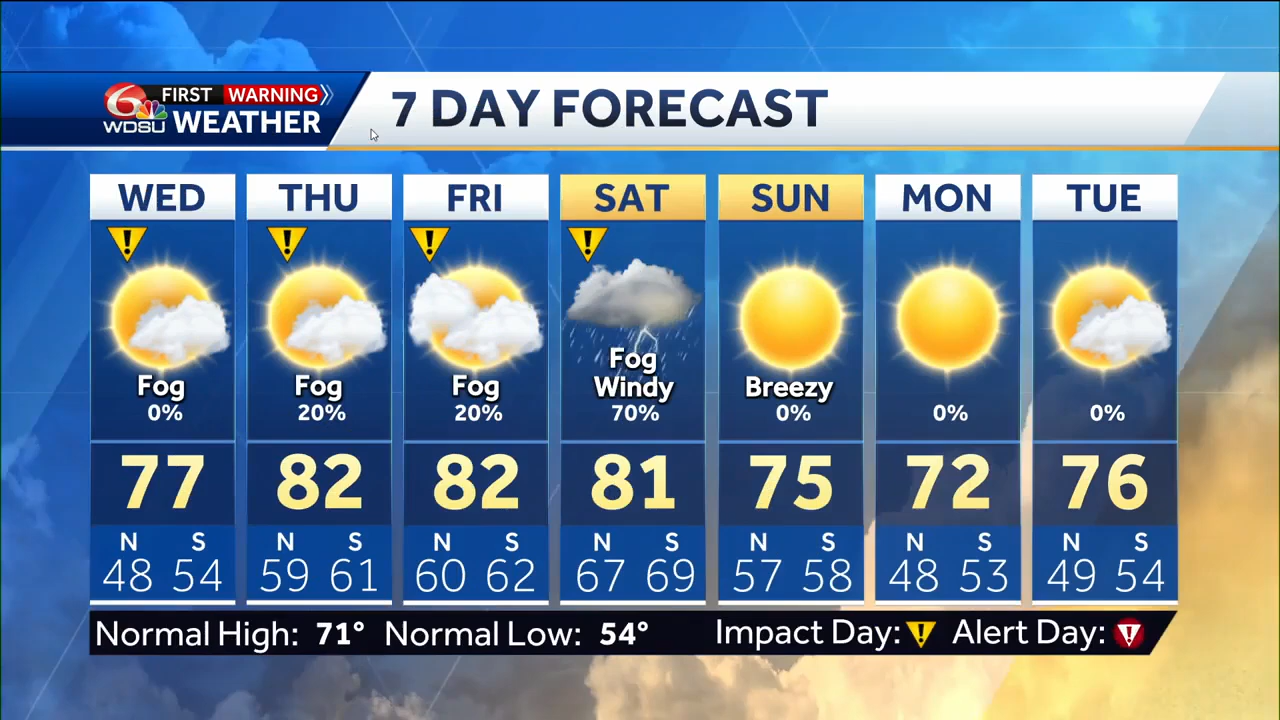 6 WDSU FIRST WARNING WEATHER
7 DAY FORECAST
WED THU FRI SAT SUN MON TUE
! ! ! !
Fog Fog Fog Fog Windy Breezy
0% 20% 20% 70% 0% 0% 0%
77 82 82 81 75 72 76
N S N S N S N S N S N S N S
48 54 59 61 60 62 67 69 57 58 48 53 49 54
Normal High: 71° Normal Low: 54° Impact Day: ! Alert Day: !